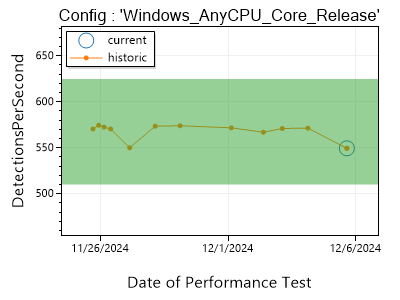 Config : 'Windows_AnyCPU_Core_Release'
current
historic
DetectionsPerSecond
650
600
550
500
11/26/2024
12/1/2024
12/6/2024
Date of Performance Test